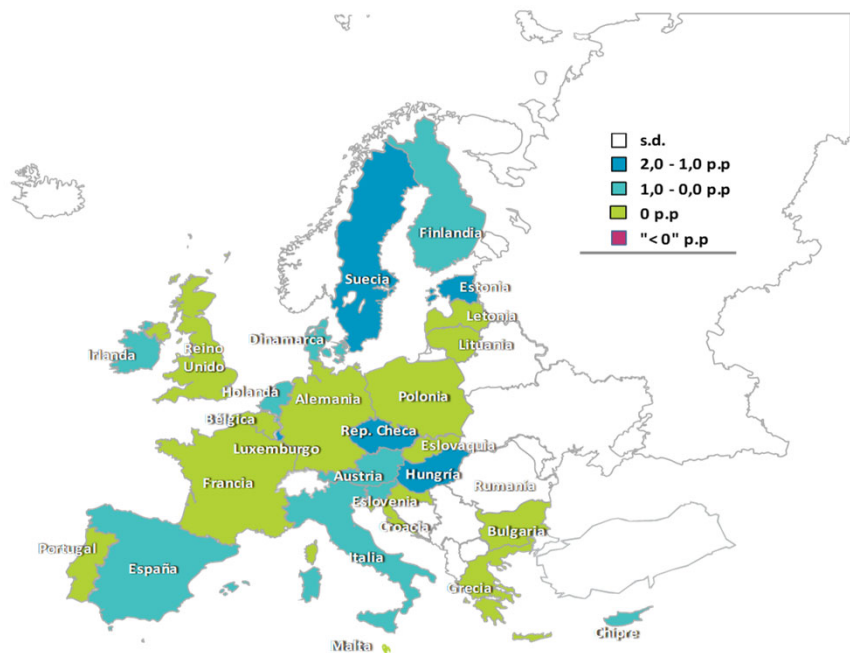 s.d.
2,0 - 1,0 p.p
1,0 - 0,0 p.p
0 p.p
"< 0" p.p
Finlandia
Suecia
Estonia
Letonia
Lituania
Dinamarca
Irlanda
Reino
Unido
Holanda
Alemania
Polonia
Bélgica
Rep. Checa
Luxemburgo
Eslovaquia
Francia
Austria
Hungría
Rumania
Eslovenia
Croacia
Bulgaria
Portugal
España
Italia
Grecia
Chipre
Malta